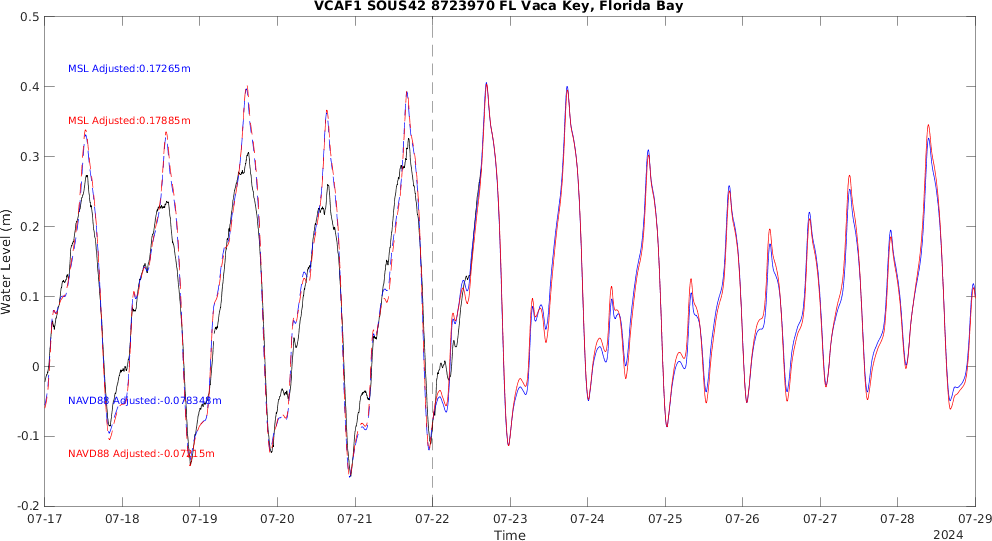 VCAF1 SOUS42 8723970 FL Vaca Key, Florida Bay
0.5
0.4
0.3
0.2
0.1
0
-0.1
-0.2
Water Level (m)
MSL Adjusted:0.17265m
MSL Adjusted:0.17885m
NAVD88 Adjusted:-0.078348m
NAVD88 Adjusted:-0.07215m
07-17 07-18 07-19 07-20 07-21 07-22 07-23 07-24 07-25 07-26 07-27 07-28 07-29
Time
2024